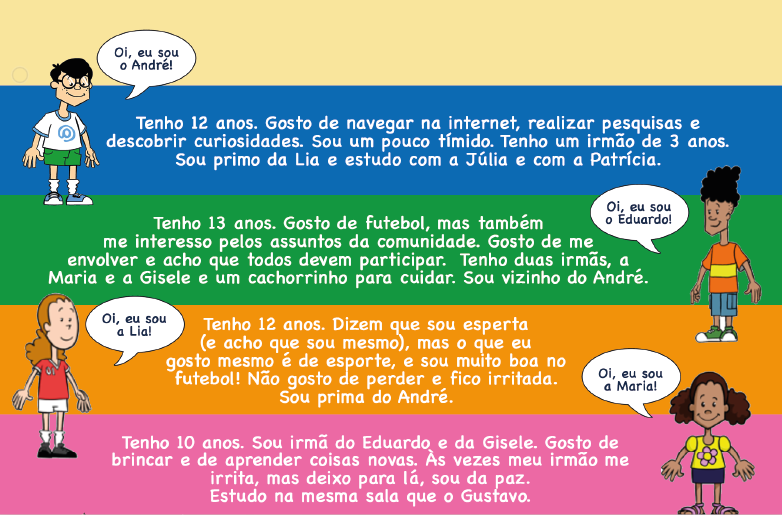 Oi, eu sou
o André!
Tenho 12 anos. Gosto de navegar na internet, realizar pesquisas e
descobrir curiosidades. Sou um pouco tímido. Tenho um irmão de 3 anos.
Sou primo da Lia e estudo com a Júlia e com a Patrícia.
Oi, eu sou
o Eduardo!
Tenho 13 anos. Gosto de futebol, mas também
me interesso pelos assuntos da comunidade. Gosto de me
envolver e acho que todos devem participar. Tenho duas irmãs, a
Maria e a Gisele e um cachorrinho para cuidar. Sou vizinho do André.
Oi, eu sou
a Lia!
Tenho 12 anos. Dizem que sou esperta
(e acho que sou mesmo), mas o que eu
gosto mesmo é de esporte, e sou muito boa no
futebol! Não gosto de perder e fico irritada.
Sou prima do André.
Oi, eu sou
a Maria!
Tenho 10 anos. Sou irmã do Eduardo e da Gisele. Gosto de
brincar e de aprender coisas novas. Às vezes meu irmão me
irrita, mas deixo para lá, sou da paz.
Estudo na mesma sala que o Gustavo.